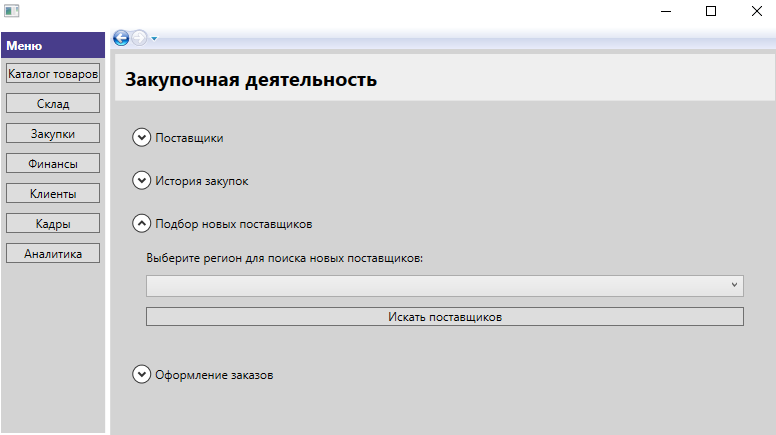 Меню
Каталог товаров
Склад
Закупки
Финансы
Клиенты
Кадры
Аналитика
Закупочная деятельность
Поставщики
История закупок
Подбор новых поставщиков
Выберите регион для поиска новых поставщиков:
Искать поставщиков
Оформление заказов